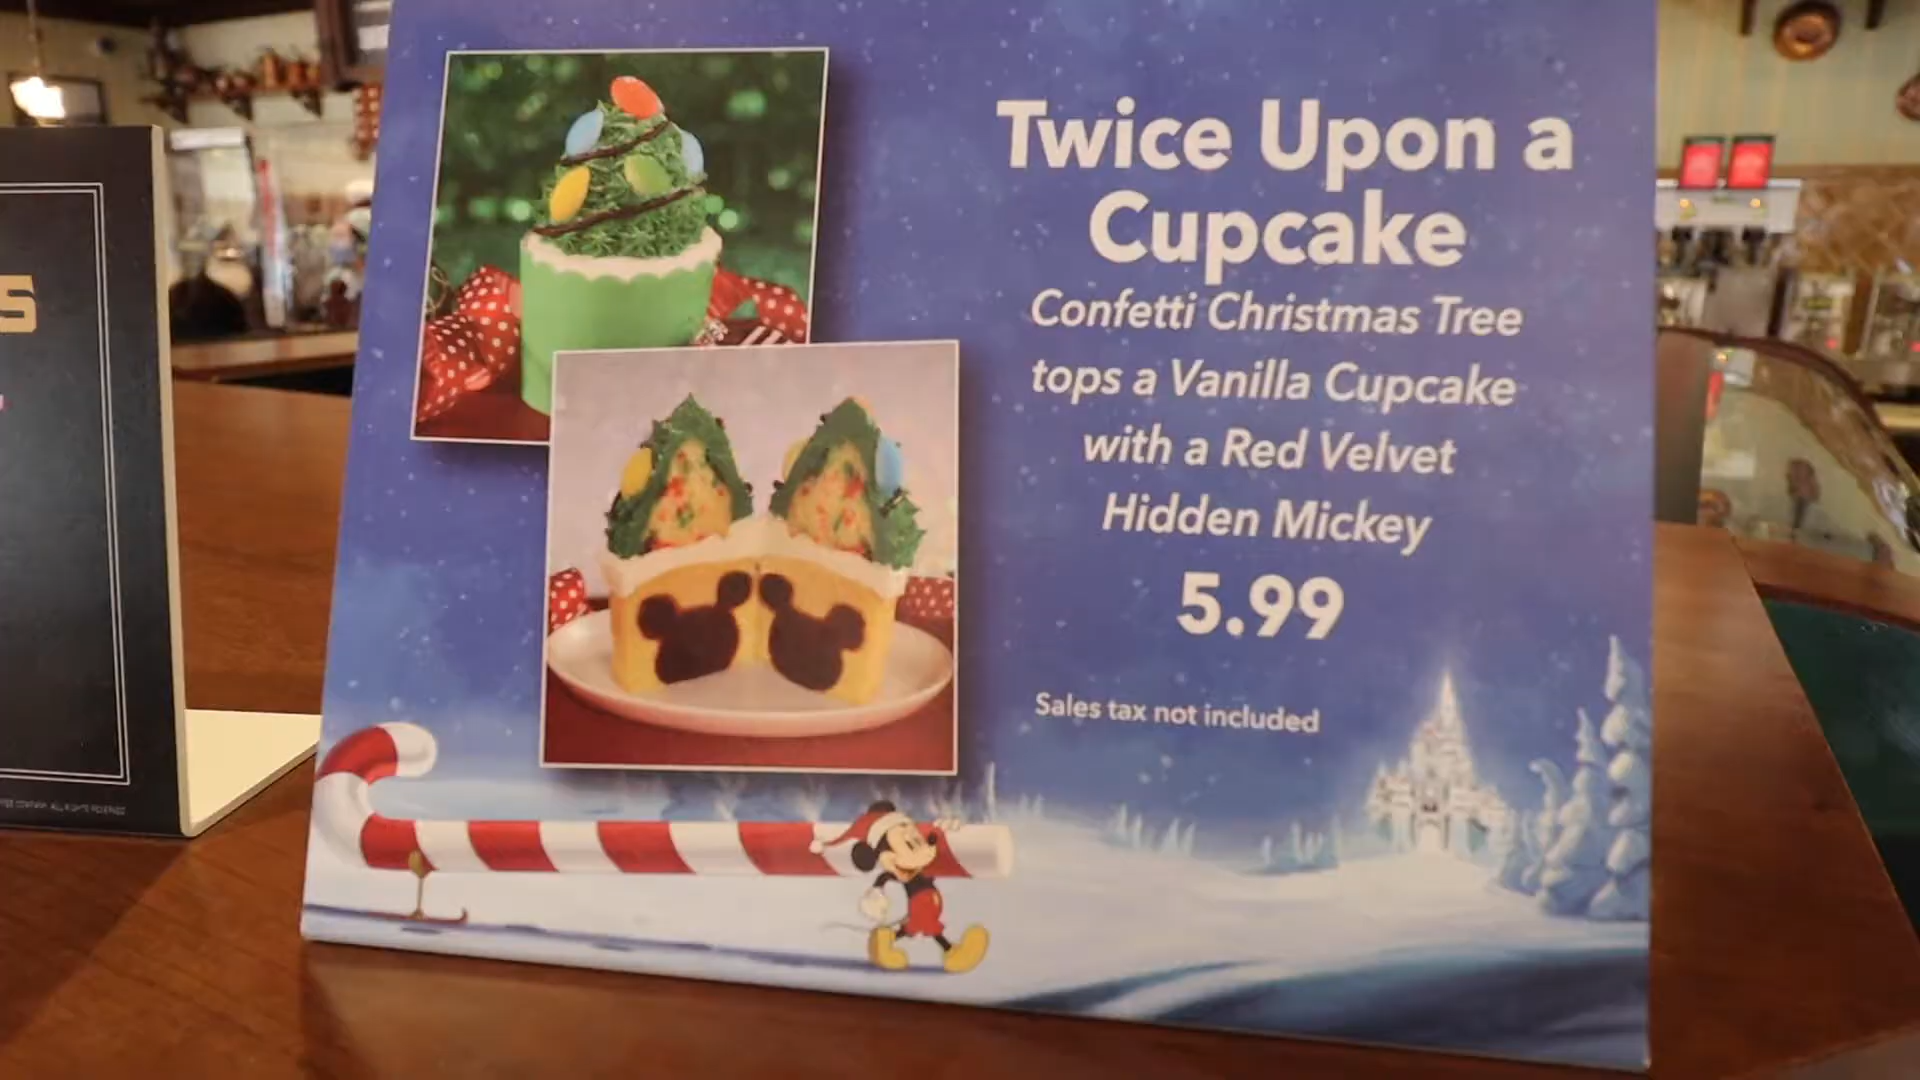 Twice Upon a
Cupcake
Confetti Christmas Tree
tops a Vanilla Cupcake
with a Red Velvet
Hidden Mickey
5.99
Sales tax not included
S